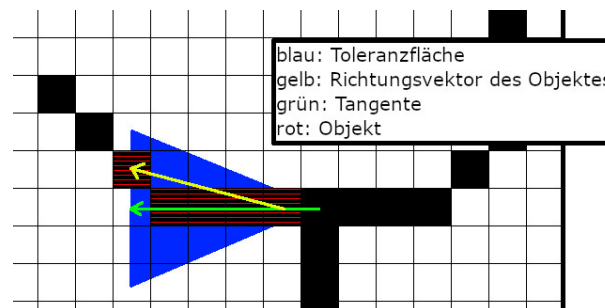 blau: Toleranzfläche
gelb: Richtungsvektor des Objektes
grün: Tangente
rot: Objekt